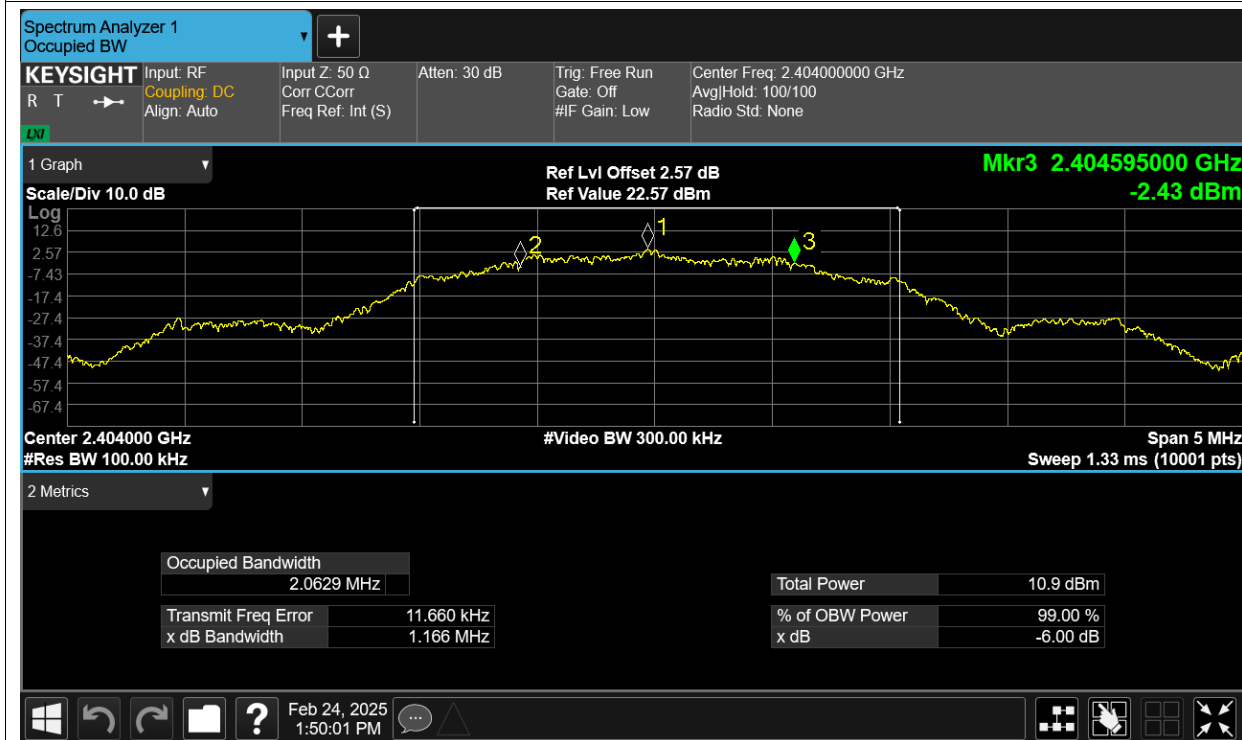 Spectrum Analyzer 1
Occupied BW
KEYSIGHT
R T
LXI
Input: RF
Coupling: DC
Align: Auto
Input Z: 50 Ω
Corr CCorr
Freq Ref: Int (S)
Atten: 30 dB
Trig: Free Run
Gate: Off
#IF Gain: Low
Center Freq: 2.404000000 GHz
Avg|Hold: 100/100
Radio Std: None
1 Graph
Scale/Div 10.0 dB
Ref Lvl Offset 2.57 dB
Ref Value 22.57 dBm
Mkr3 2.404595000 GHz
-2.43 dBm
Log
12.6
2.57
-7.43
-17.4
-27.4
-37.4
-47.4
-57.4
-67.4
2
1
3
Center 2.404000 GHz
#Video BW 300.00 kHz
Span 5 MHz
#Res BW 100.00 kHz
Sweep 1.33 ms (10001 pts)
2 Metrics
Occupied Bandwidth
2.0629 MHz
Total Power 10.9 dBm
Transmit Freq Error 11.660 kHz
% of OBW Power 99.00 %
x dB Bandwidth 1.166 MHz
x dB -6.00 dB
?
Feb 24, 2025
1:50:01 PM